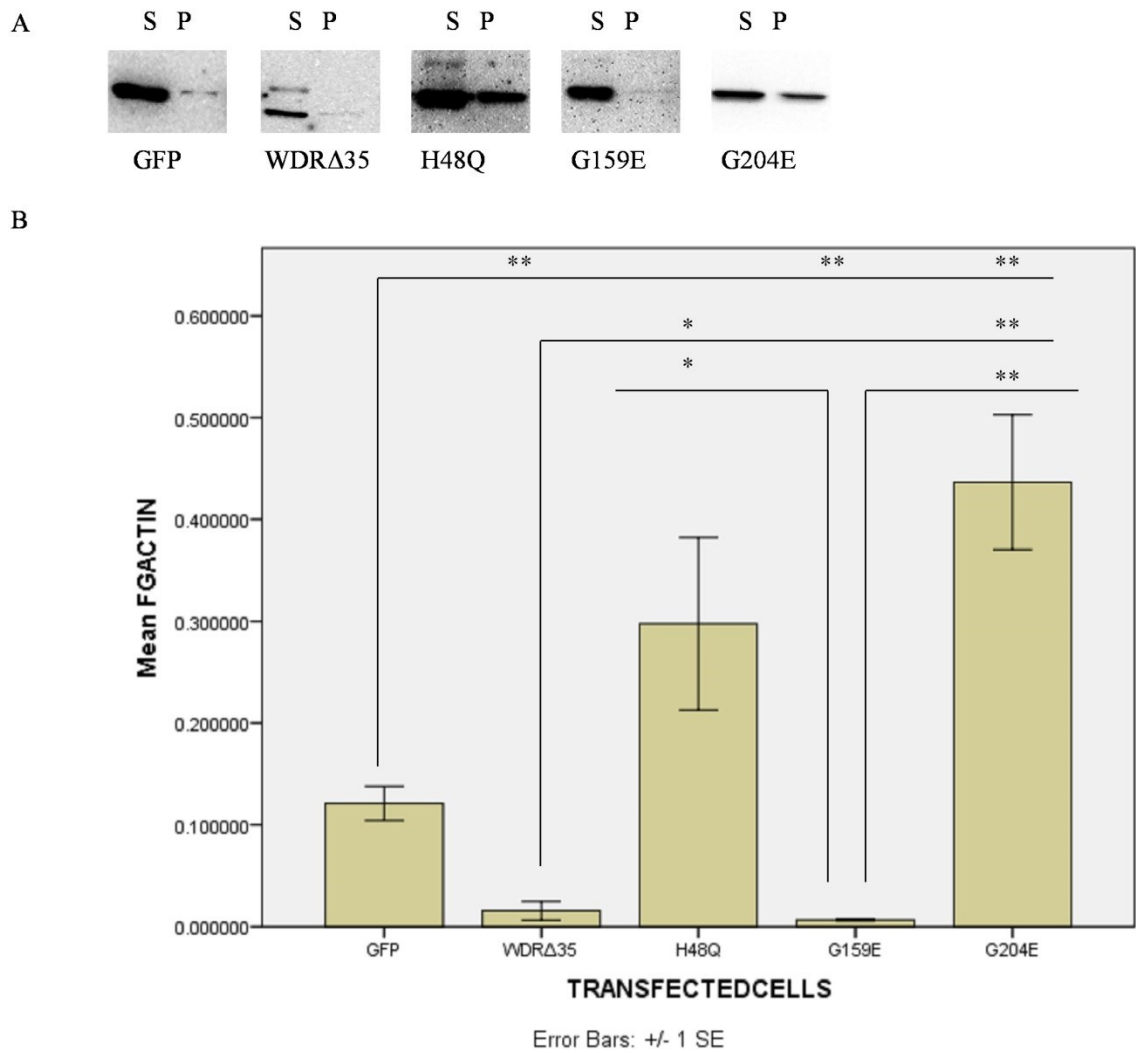 A
S P S P S P S P S P
GFP WDRΔ35 H48Q G159E G204E
B
** ** **
* **
* **
0.600000
0.500000
0.400000
0.300000
0.200000
0.100000
0.000000
Mean FGACTIN
GFP WDRΔ35 H48Q G159E G204E
TRANSFECTEDCELLS
Error Bars: +/- 1 SE